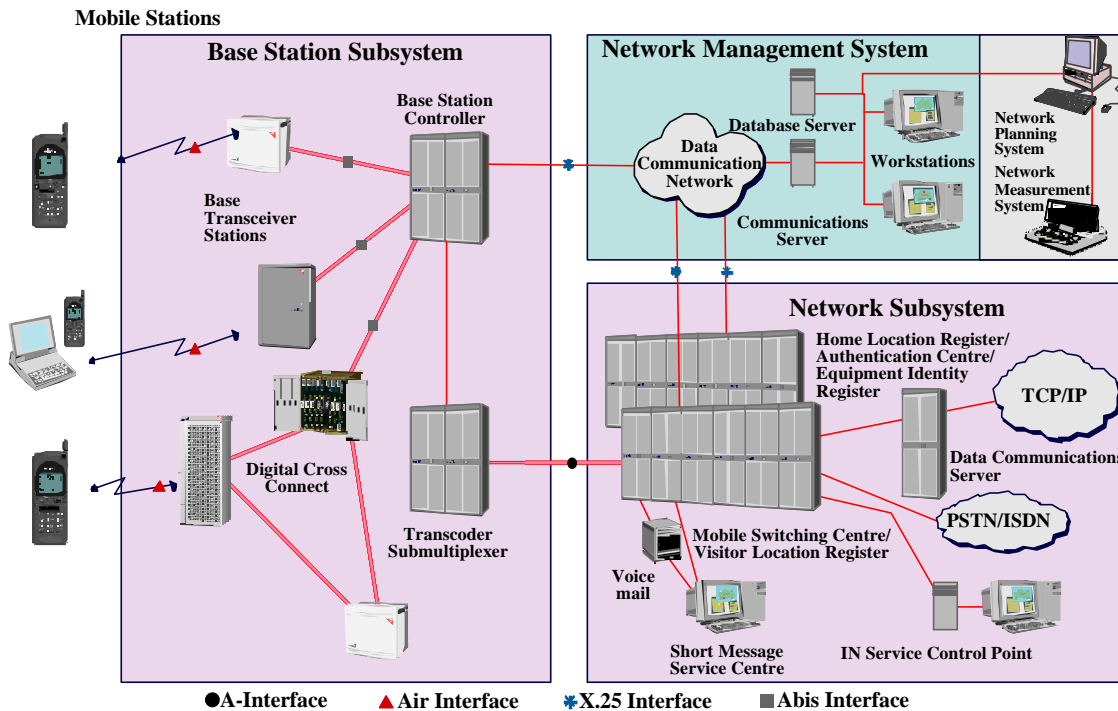 Mobile Stations
Base Station Subsystem
Base Station
Controller
Base
Transceiver
Stations
Digital Cross
Connect
Transcoder
Submultiplexer
Network Management System
Database Server
Data
Communication
Network
Workstations
Communications
Server
Network
Planning
System
Network
Measurement
System
Network Subsystem
Home Location Register/
Authentication Centre/
Equipment Identity
Register
TCP/IP
Data Communications
Server
PSTN/ISDN
Mobile Switching Centre/
Visitor Location Register
Voice
mail
Short Message
Service Centre
IN Service Control Point
A-Interface
Air Interface
X.25 Interface
Abis Interface